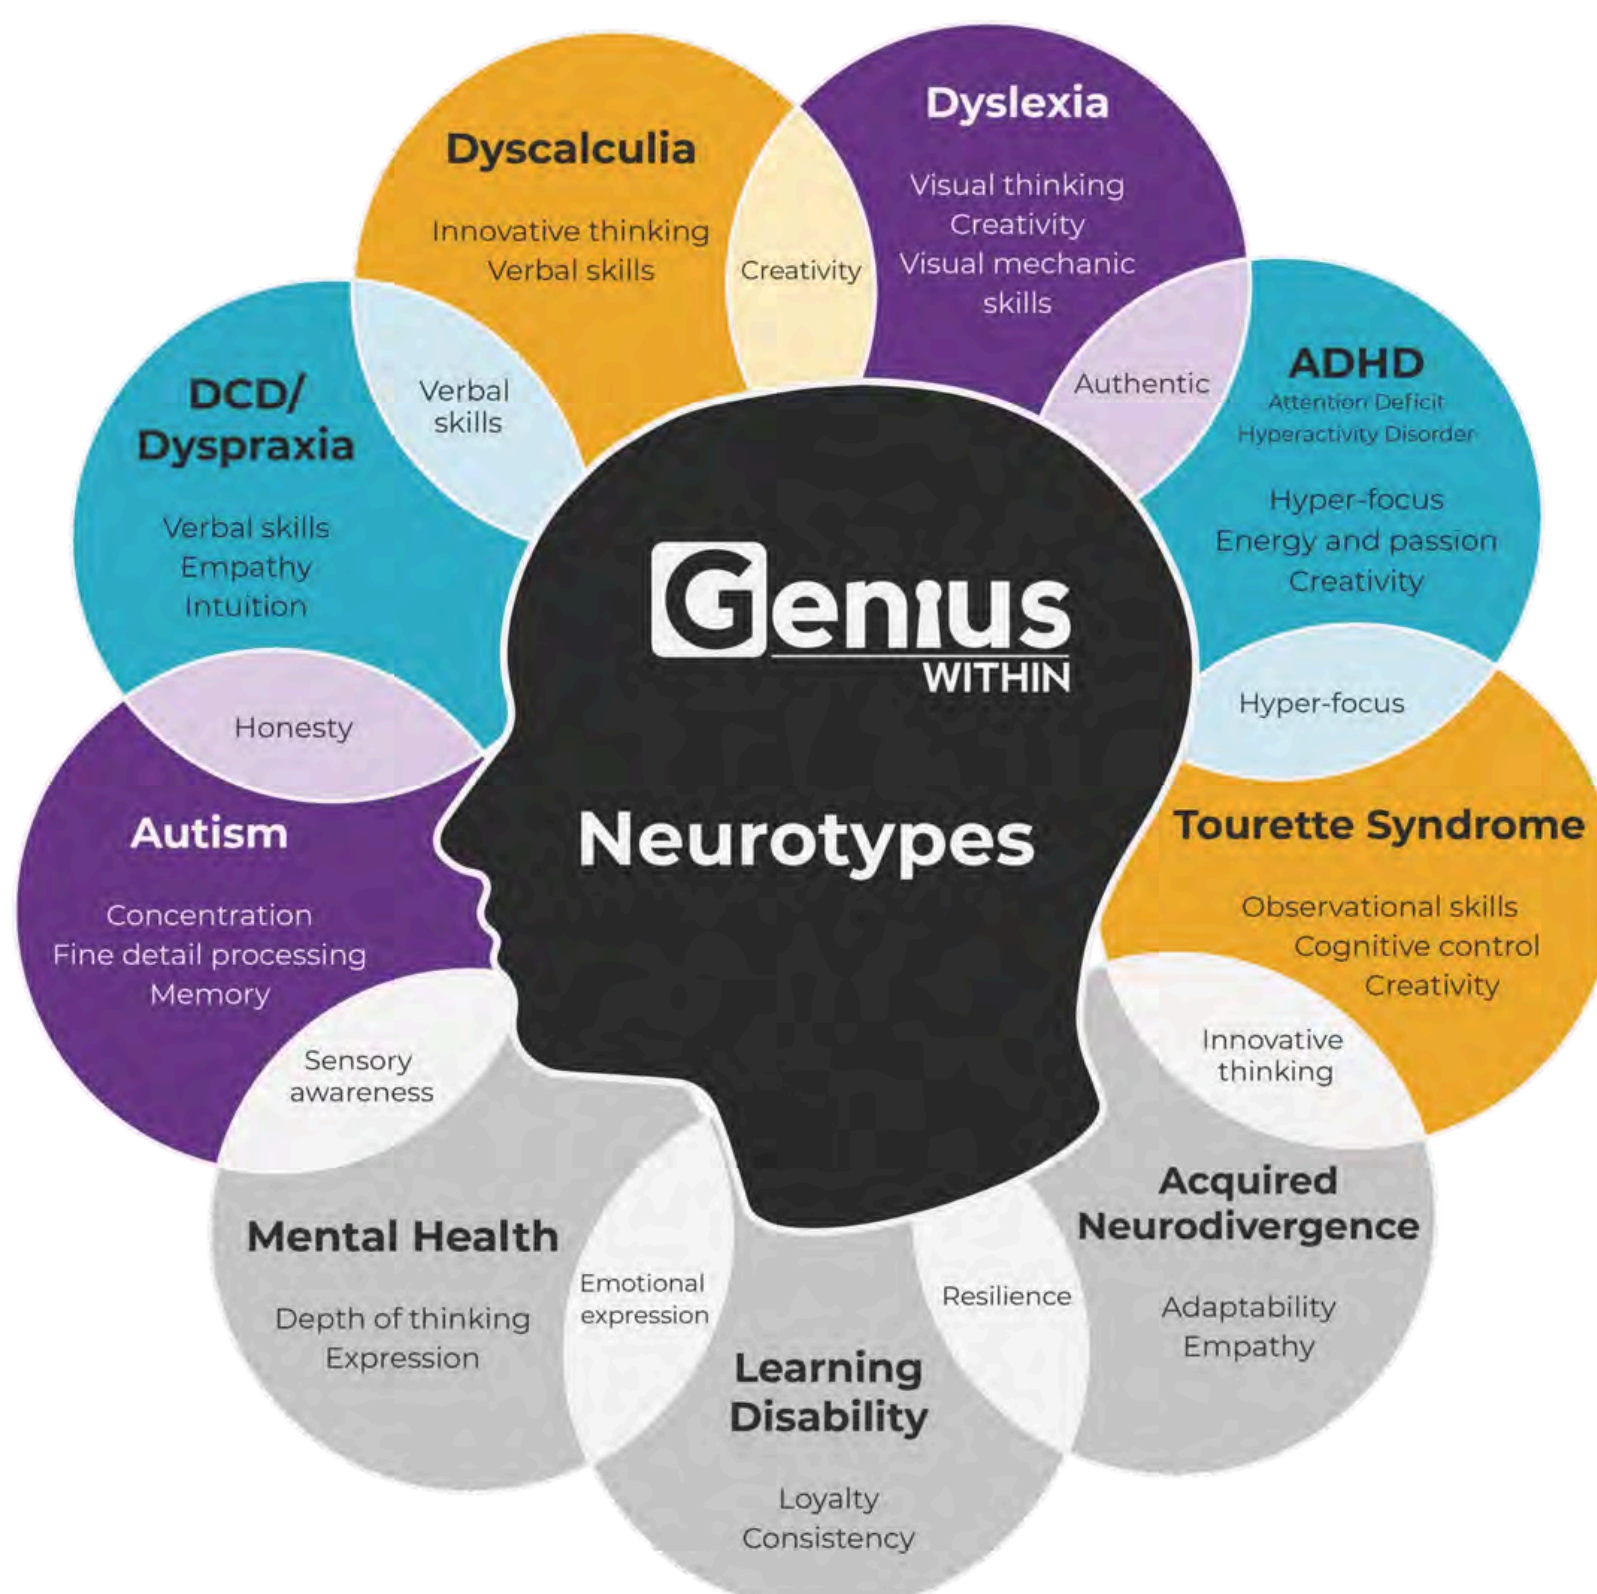 Dyslexia
Visual thinking
Creativity
Visual mechanic
skills
Authentic
ADHD
Attention Deficit
Hyperactivity Disorder
Hyper-focus
Energy and passion
Creativity
Hyper-focus
Tourette Syndrome
Observational skills
Cognitive control
Creativity
Innovative
thinking
Acquired
Neurodivergence
Adaptability
Empathy
Resilience
Learning
Disability
Loyalty
Consistency
Emotional
expression
Mental Health
Depth of thinking
Expression
Sensory
awareness
Autism
Concentration
Fine detail processing
Memory
Honesty
DCD/
Dyspraxia
Verbal skills
Empathy
Intuition
Verbal
skills
Dyscalculia
Innovative thinking
Verbal skills
Creativity
Genius
WITHIN
Neurotypes